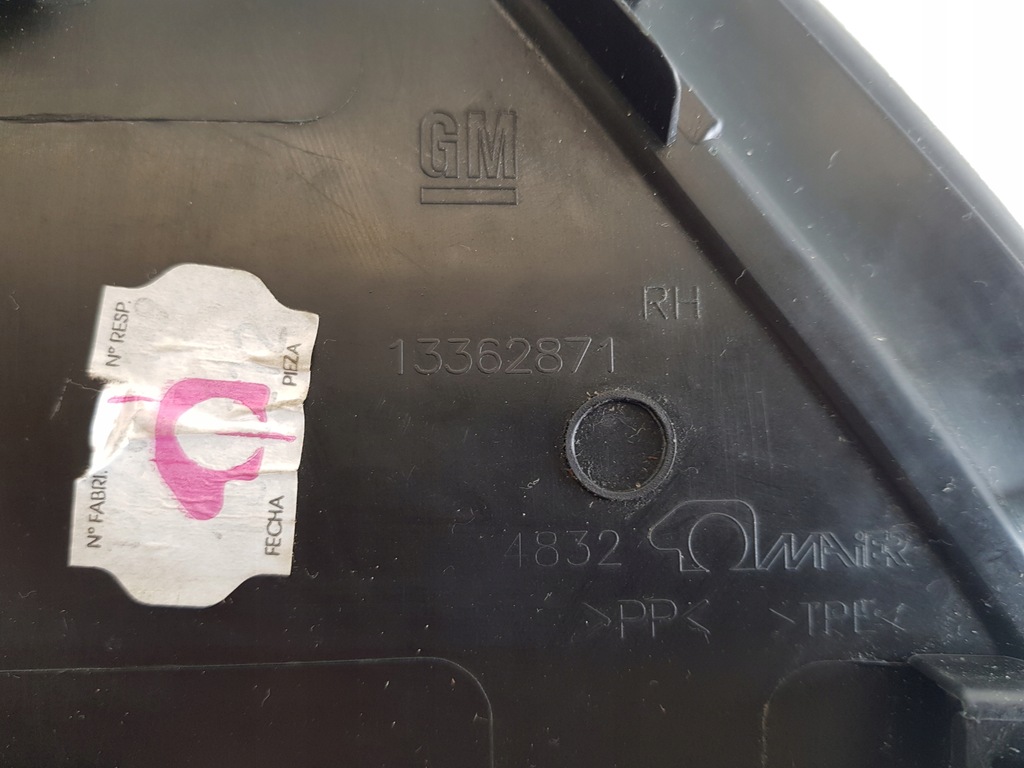 GM
RH
13362871
Nº RESP.
PIEZA
Nº FABRI
FECHA
4832 MAIER
>PP< >TPE<